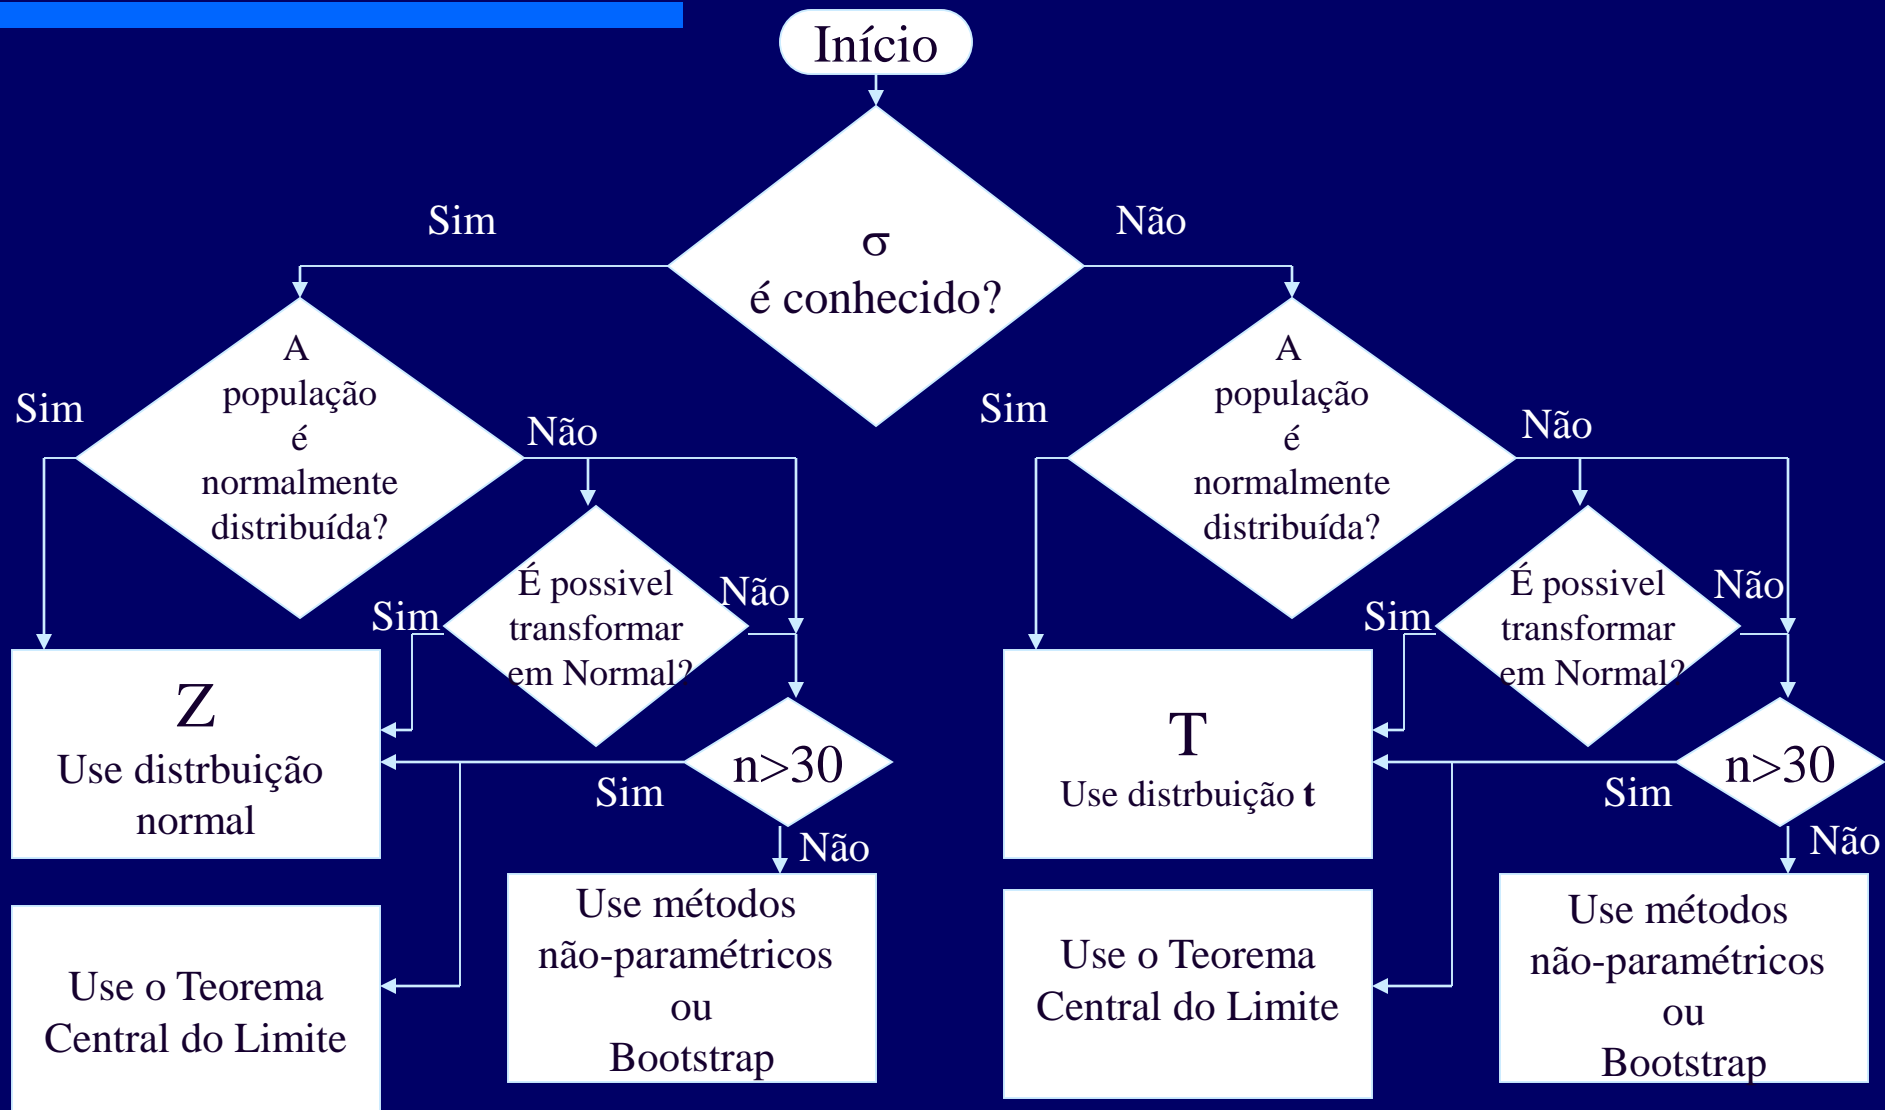 Início
σ
é conhecido?
Sim
Não
A
população
é
normalmente
distribuída?
Sim
Não
É possivel
transformar
em Normal?
Sim
Não
Z
Use distrbuição
normal
n>30
Sim
Não
Use o Teorema
Central do Limite
Use métodos
não-paramétricos
ou
Bootstrap
A
população
é
normalmente
distribuída?
Sim
Não
É possivel
transformar
em Normal?
Sim
Não
T
Use distrbuição t
n>30
Sim
Não
Use o Teorema
Central do Limite
Use métodos
não-paramétricos
ou
Bootstrap